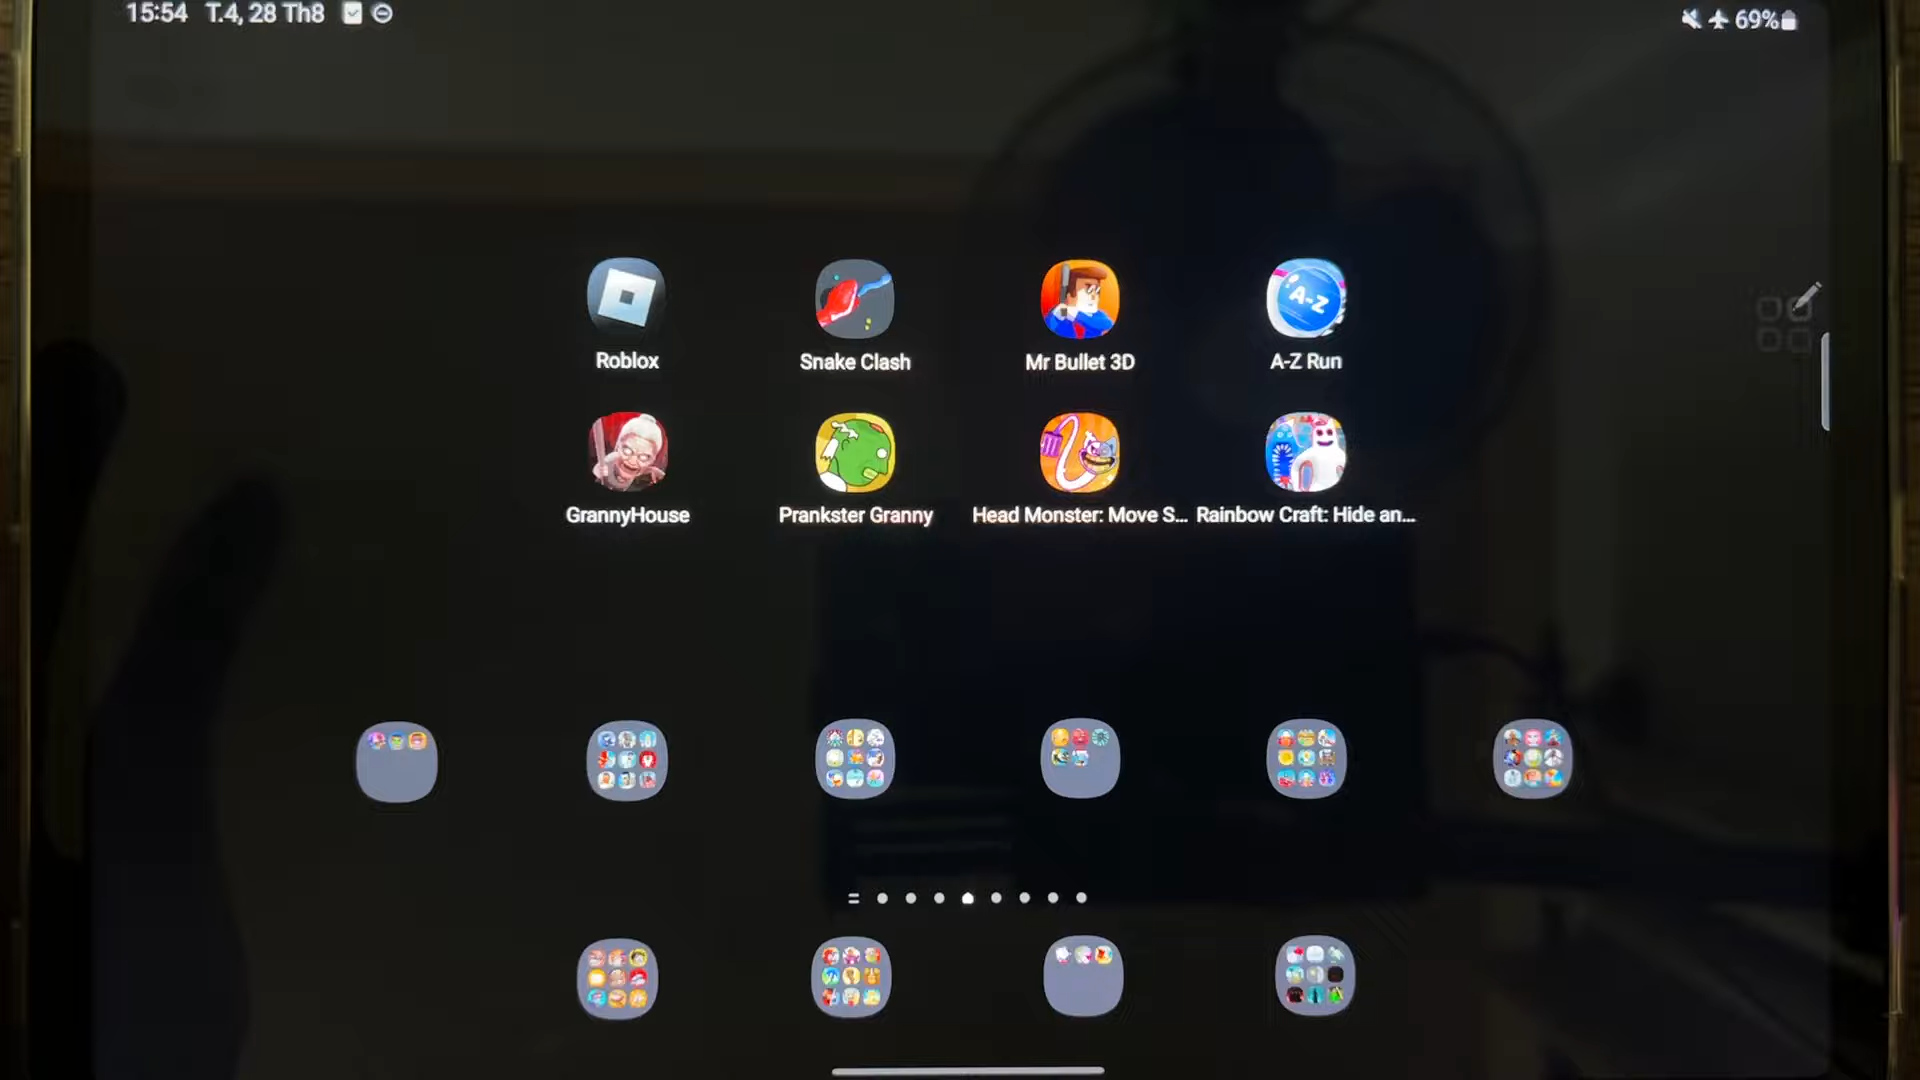 15:54 T.4, 28 Th8
69%
Roblox
Snake Clash
Mr Bullet 3D
A-Z
A-Z Run
GrannyHouse
Prankster Granny
Head Monster: Move S...
Rainbow Craft: Hide an...